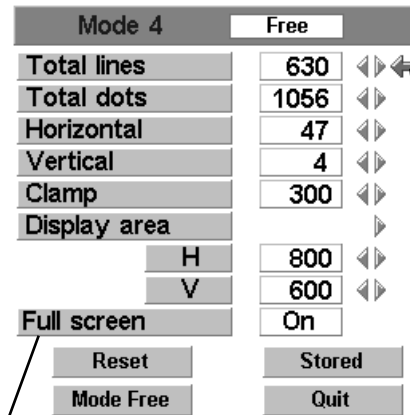 Mode 4 Free
Total lines 630
Total dots 1056
Horizontal 47
Vertical 4
Clamp 300
Display area
H 800
V 600
Full screen On
Reset Stored
Mode Free Quit